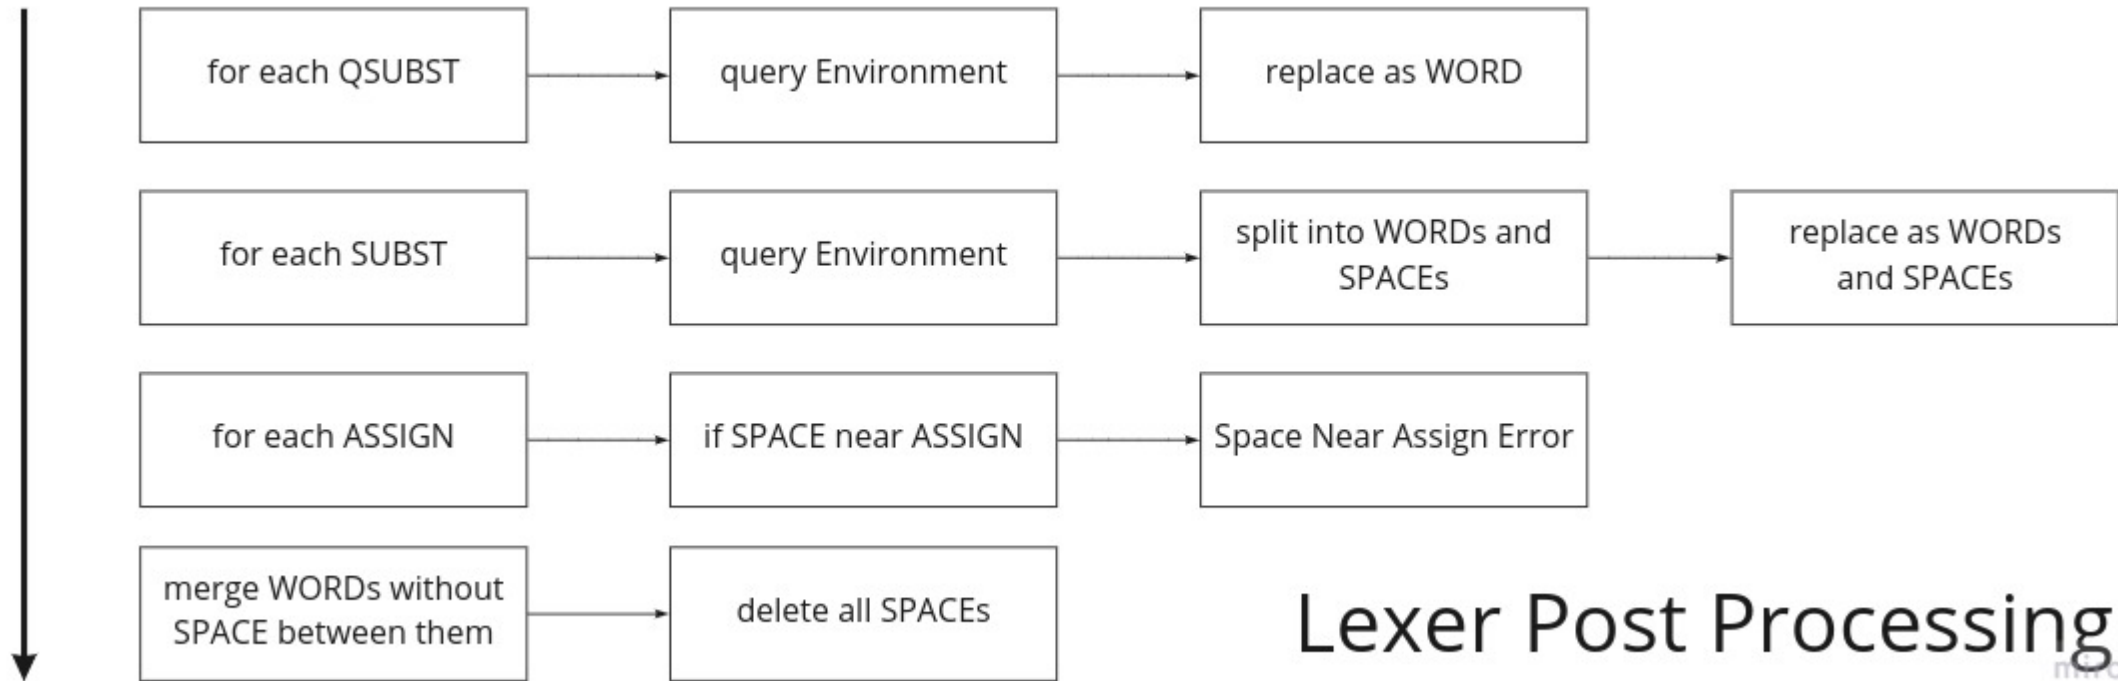 for each QSUBST
query Environment
replace as WORD
for each SUBST
query Environment
split into WORDs and
SPACEs
replace as WORDs
and SPACEs
for each ASSIGN
if SPACE near ASSIGN
Space Near Assign Error
merge WORDs without
SPACE between them
delete all SPACEs
Lexer Post Processing